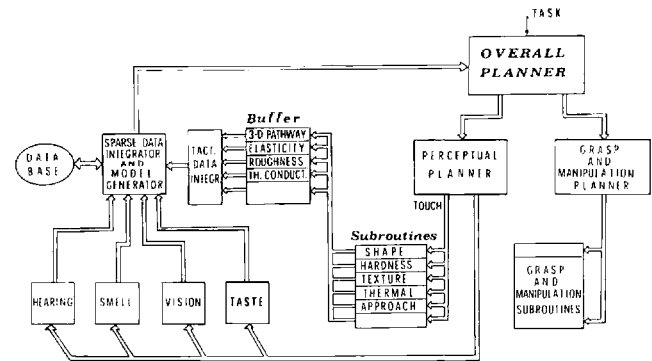 TASK
OVERALL
PLANNER
Buffer
3-D PATHWAY
ELASTICITY
ROUGHNESS
TH. CONDUCT.
TACT.
DATA
INTEGR.
SPARSE DATA
INTEGRATOR
AND
MODEL
GENERATOR
DATA
BASE
PERCEPTUAL
PLANNER
GRASP
AND
MANIPULATION
PLANNER
TOUCH
Subroutines
SHAPE
HARDNESS
TEXTURE
THERMAL
APPROACH
GRASP
AND
MANIPULATION
SUBROUTINES
HEARING
SMELL
VISION
TASTE